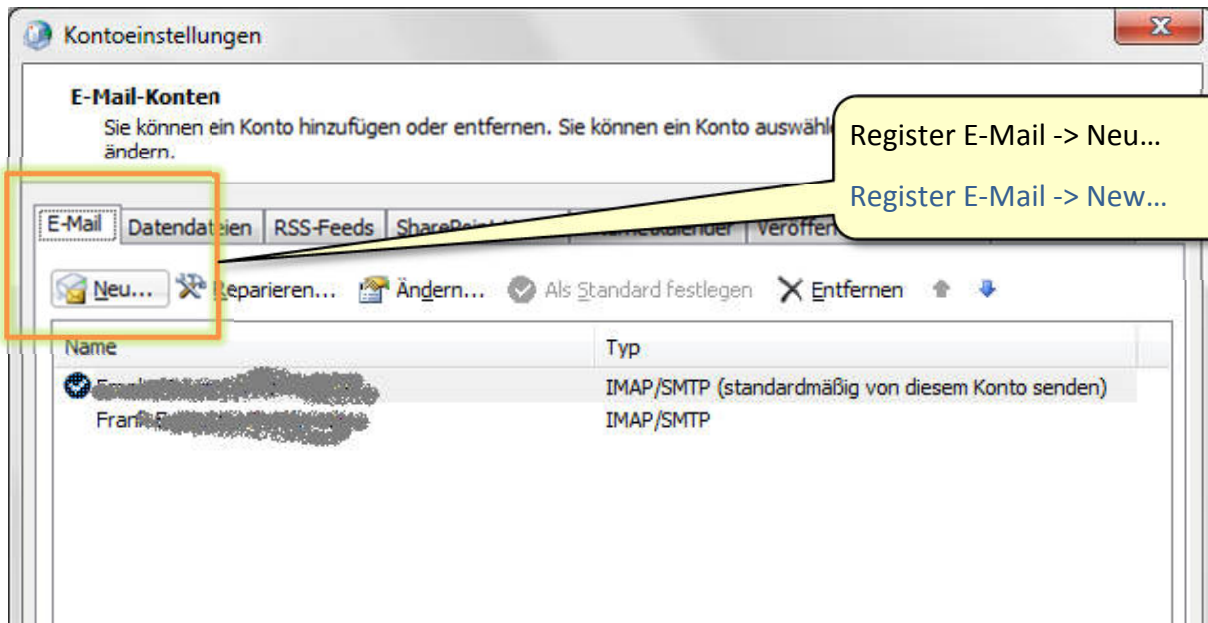 Kontoeinstellungen
E-Mail-Konten
Sie können ein Konto hinzufügen oder entfernen. Sie können ein Konto
ändern.
Register E-Mail -> Neu...
Register E-Mail -> New...
E-Mail Datendateien RSS-Feeds
Neu... Reparieren... Ändern... Als Standard festlegen Entfernen
Name Typ
IMAP/SMTP (standardmäßig von diesem Konto senden)
IMAP/SMTP